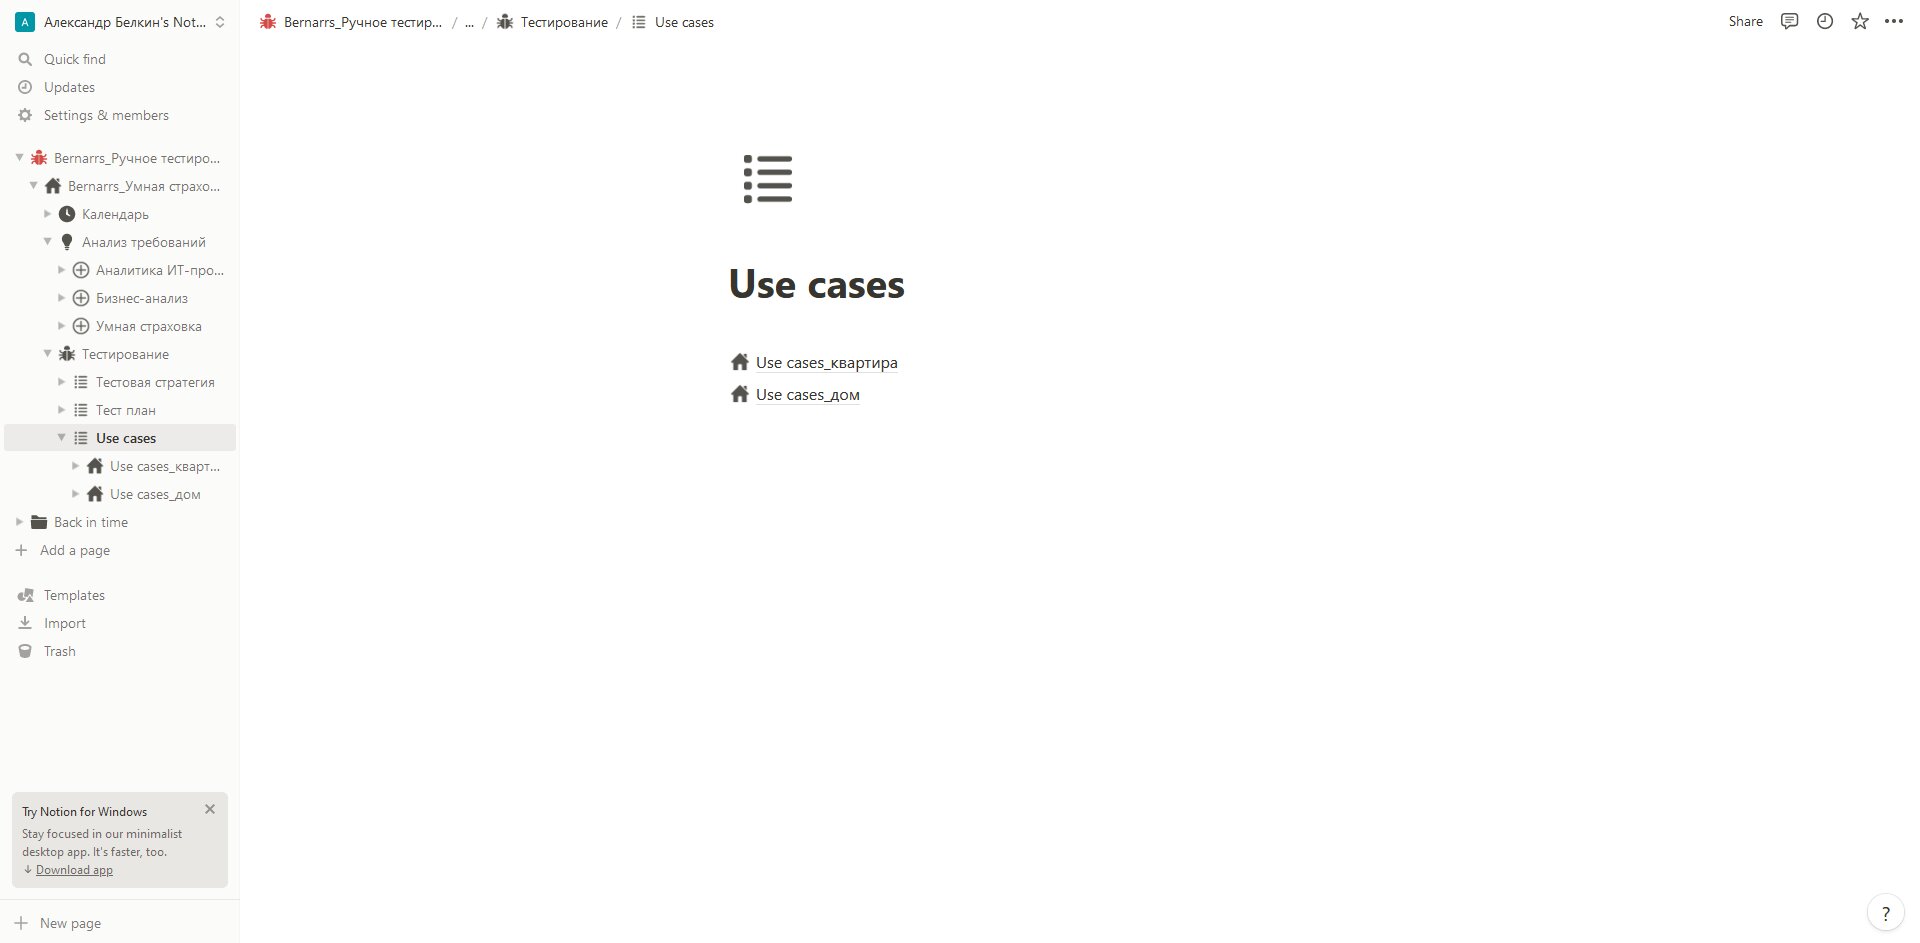 А Александр Белкин's Not...
Quick find
Updates
Settings & members
Bernarrs_Ручное тестиро...
Bernarrs_Умная страхо...
Календарь
Анализ требований
Аналитика ИТ-про...
Бизнес-анализ
Умная страховка
Тестирование
Тестовая стратегия
Тест план
Use cases
Use cases_кварт...
Use cases_дом
Back in time
Add a page
Templates
Import
Trash
Try Notion for Windows
Stay focused in our minimalist
desktop app. It's faster, too.
Download app
New page
Bernarrs_Ручное тестир... / ... / Тестирование / Use cases
Share
Use cases
Use cases_квартира
Use cases_дом
?